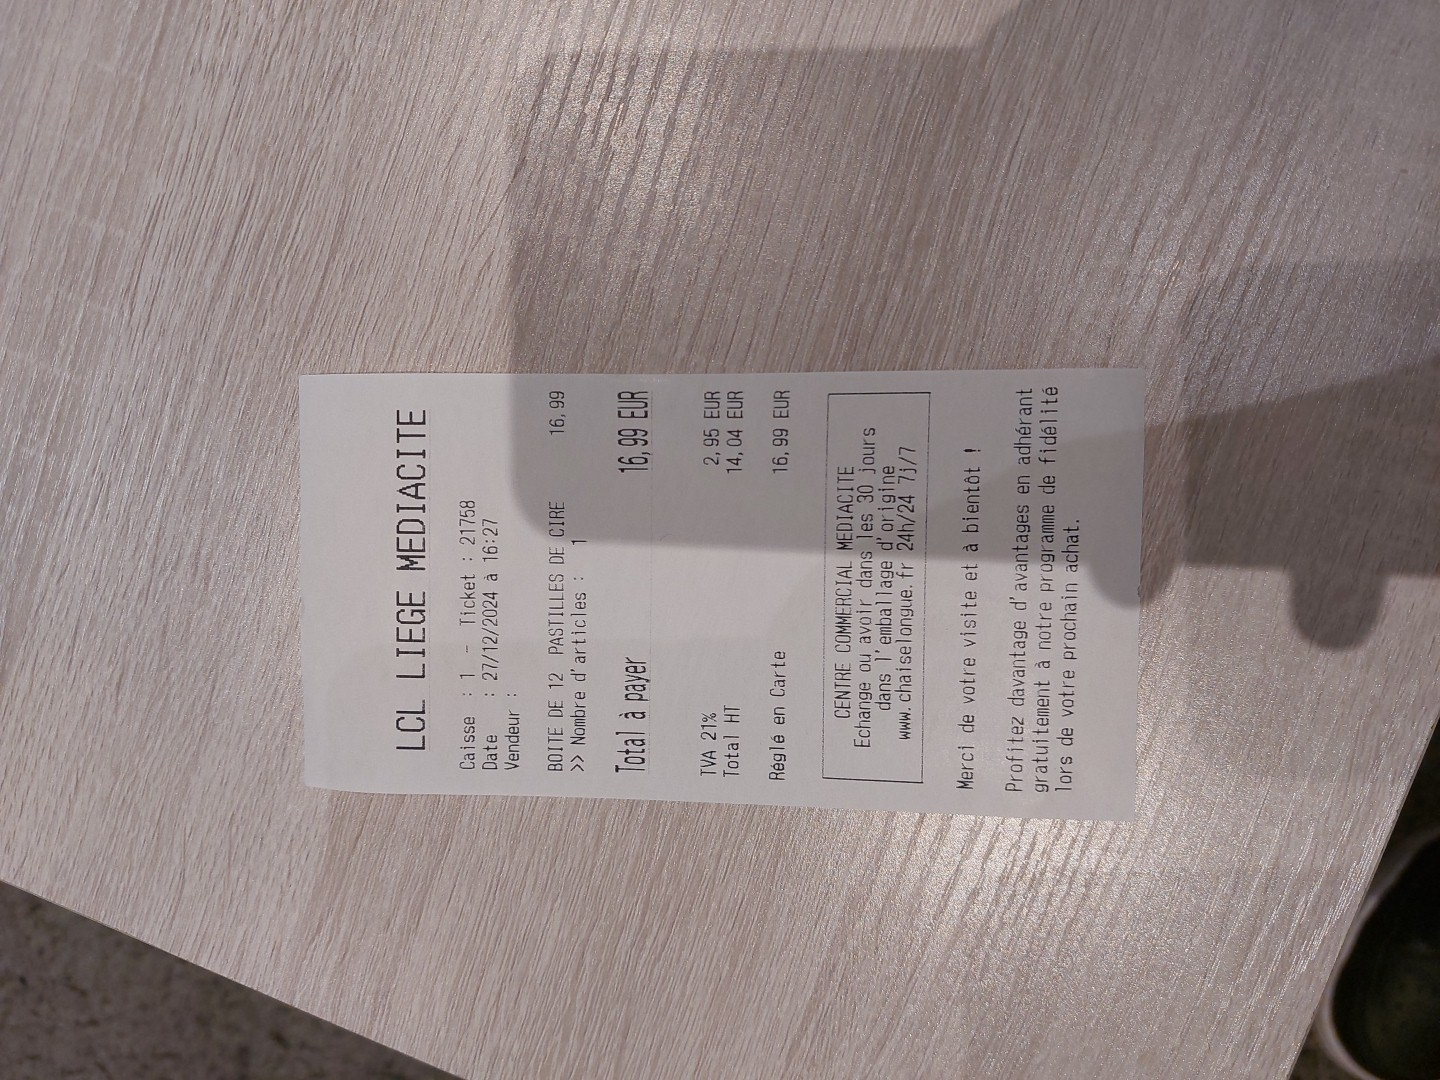 LCL LIEGE MEDIACITE
Caisse : 1 - Ticket : 21758
Date : 27/12/2024 à 16:27
Vendeur :
BOITE DE 12 PASTILLES DE CIRE 16,99
>> Nombre d'articles : 1
Total à payer 16,99 EUR
TVA 21% 2,95 EUR
Total HT 14,04 EUR
Réglé en Carte 16,99 EUR
CENTRE COMMERCIAL MEDIACITE
Echange ou avoir dans les 30 jours
dans l'emballage d'origine
www.chaiselongue.fr 24h/24 7j/7
Merci de votre visite et à bientôt !
Profitez davantage d'avantages en adhérant
gratuitement à notre programme de fidélité
lors de votre prochain achat.